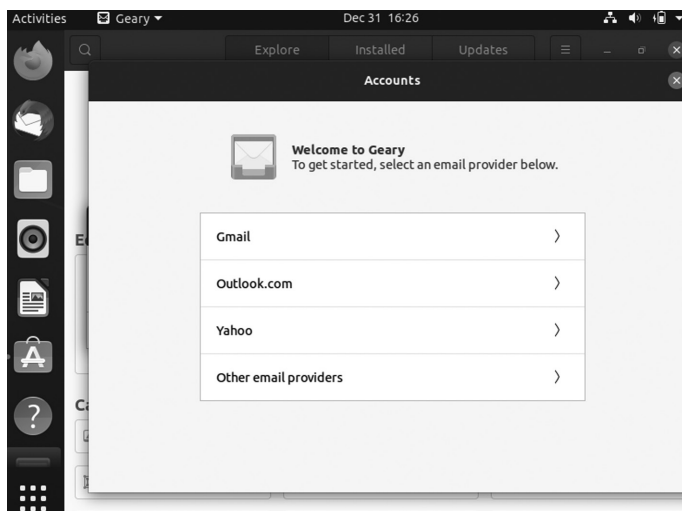 Activities Geary Dec 31 16:26
Explore Installed Updates
Accounts
Welcome to Geary
To get started, select an email provider below.
Gmail
Outlook.com
Yahoo
Other email providers